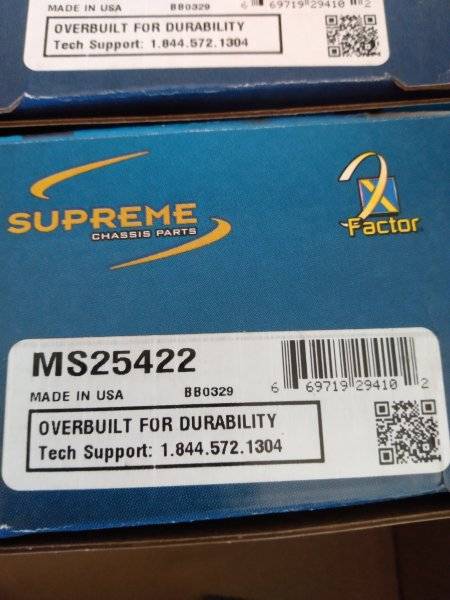 MADE IN USA BB0329 6 69719 29410 2
OVERBUILT FOR DURABILITY
Tech Support: 1.844.572.1304
SUPREME
CHASSIS PARTS
X
Factor
MS25422
MADE IN USA BB0329 6 69719 29410 2
OVERBUILT FOR DURABILITY
Tech Support: 1.844.572.1304